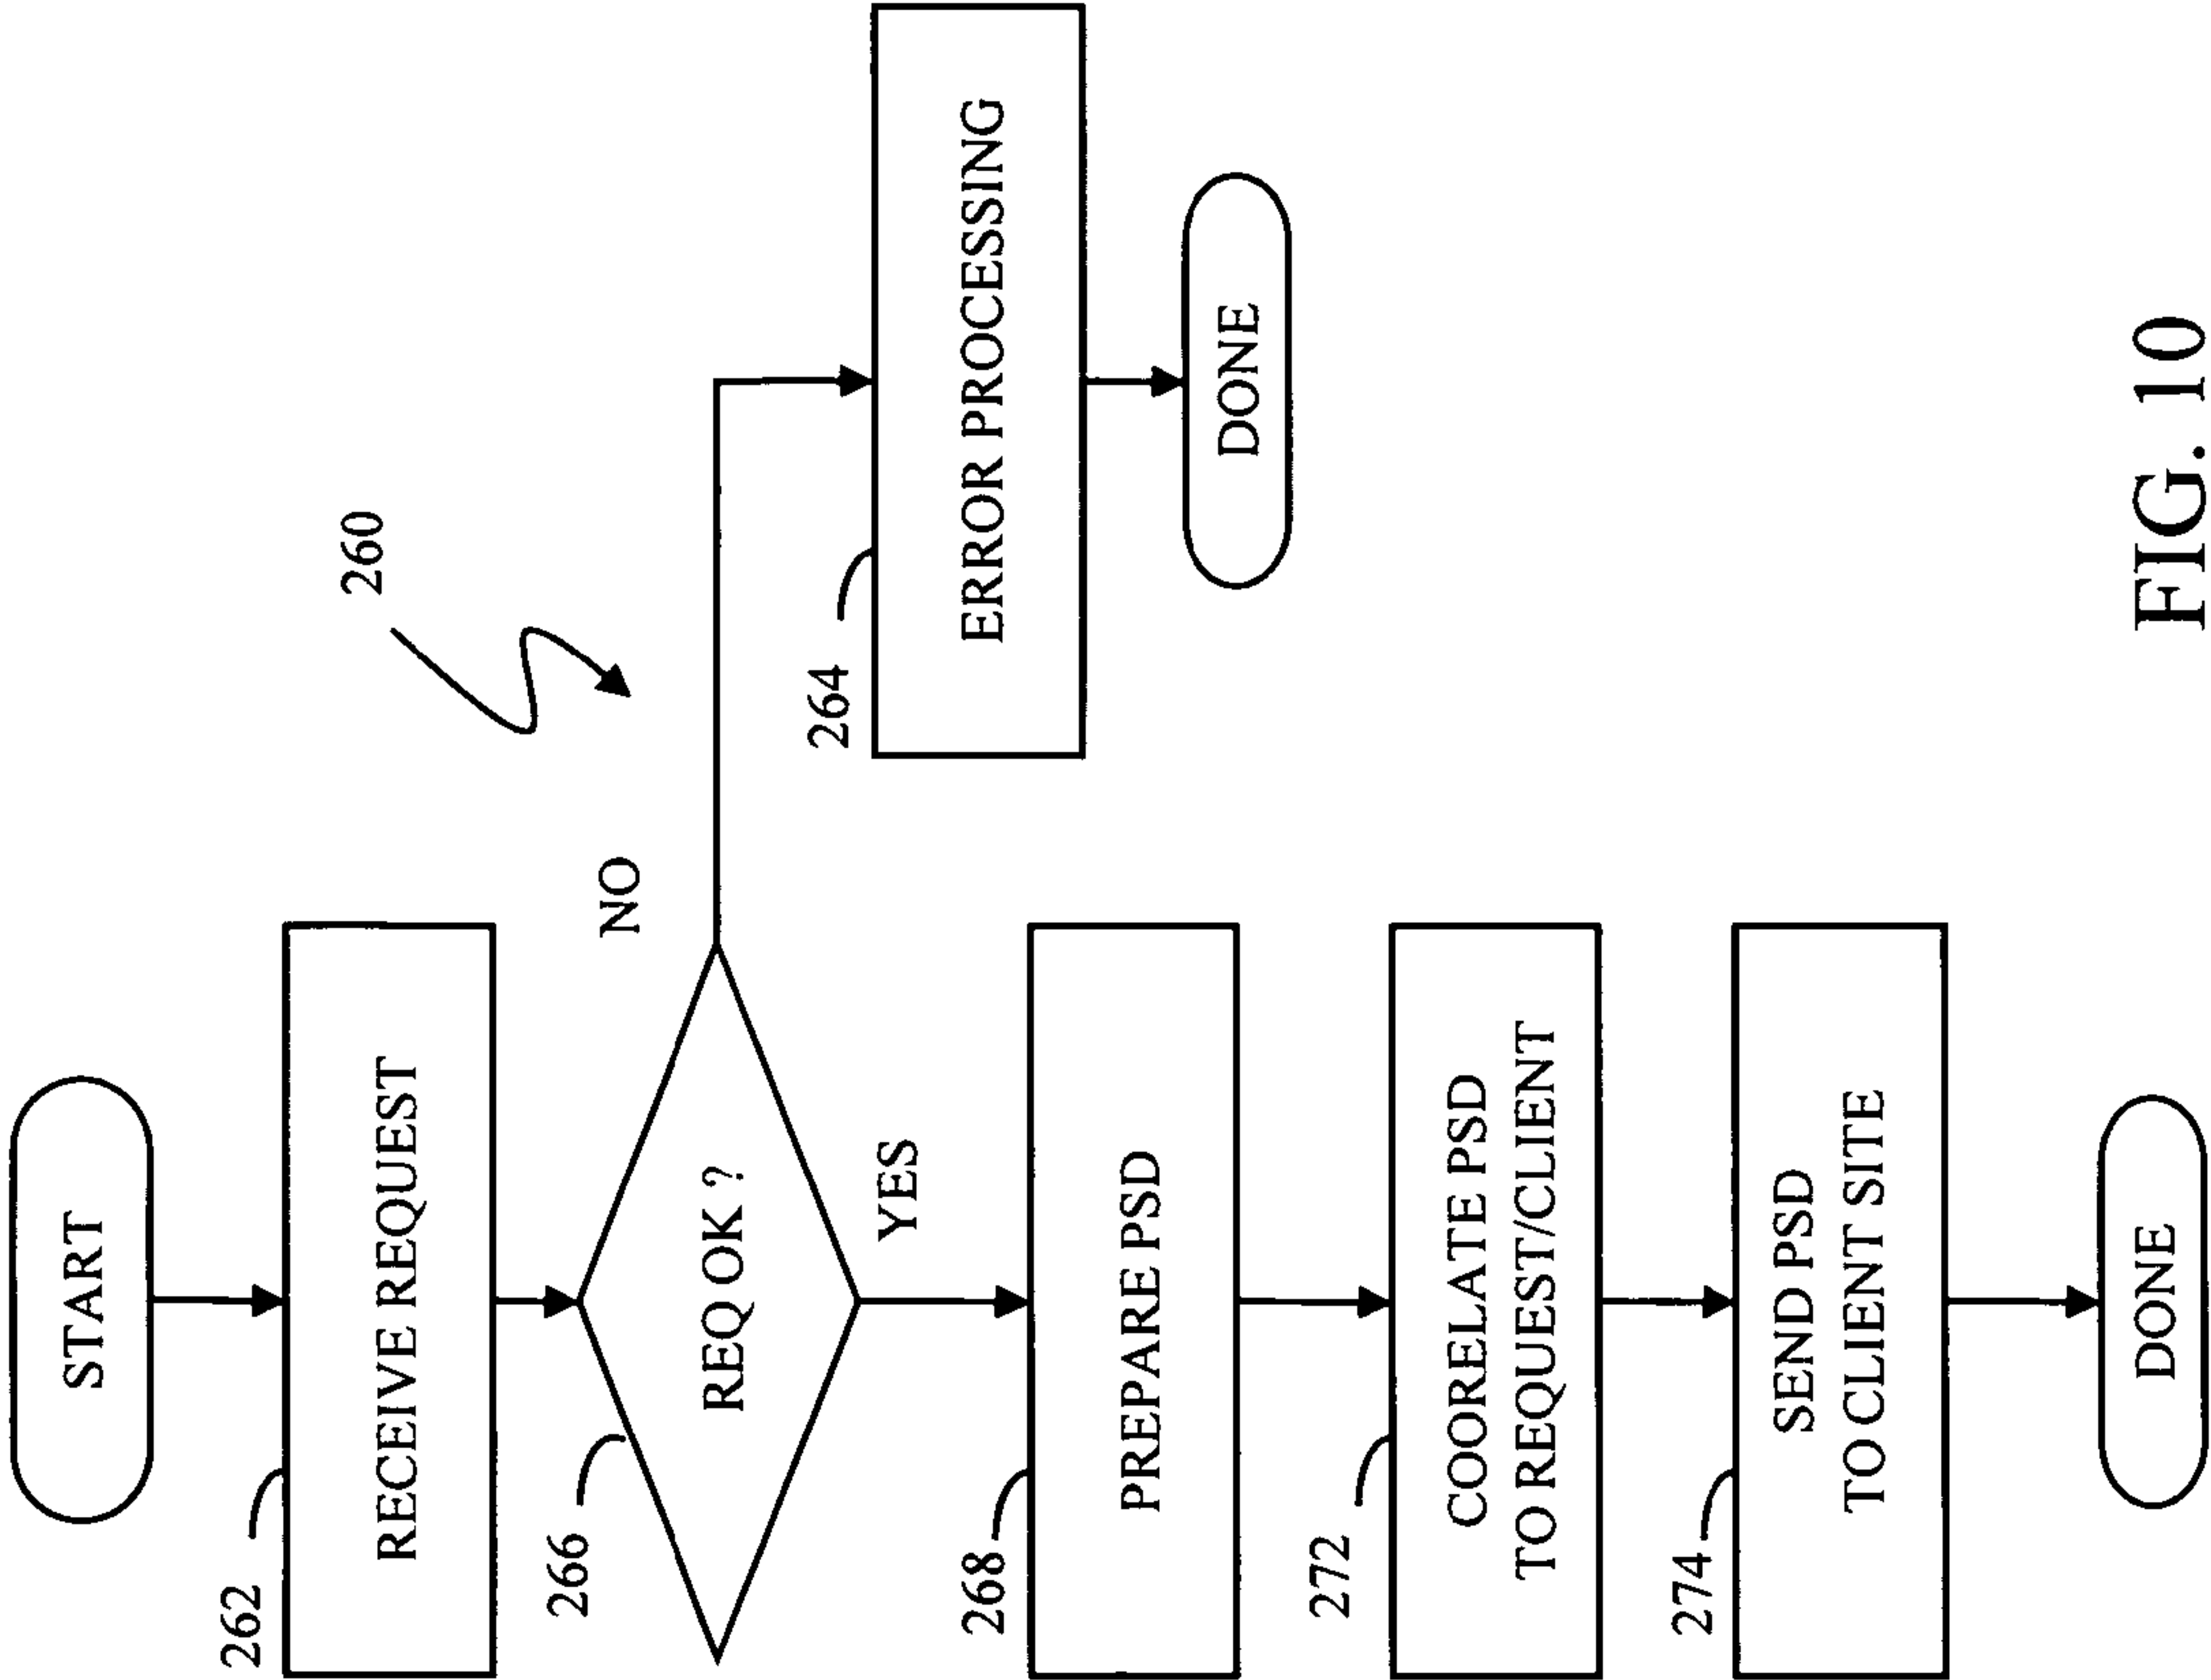 START
262
RECEIVE REQUEST
260
266
REQ OK ?
NO
YES
264
ERROR PROCESSING
DONE
268
PREPARE PSD
272
COORELATE PSD
TO REQUEST/CLIENT
274
SEND PSD
TO CLIENT SITE
DONE
FIG. 10